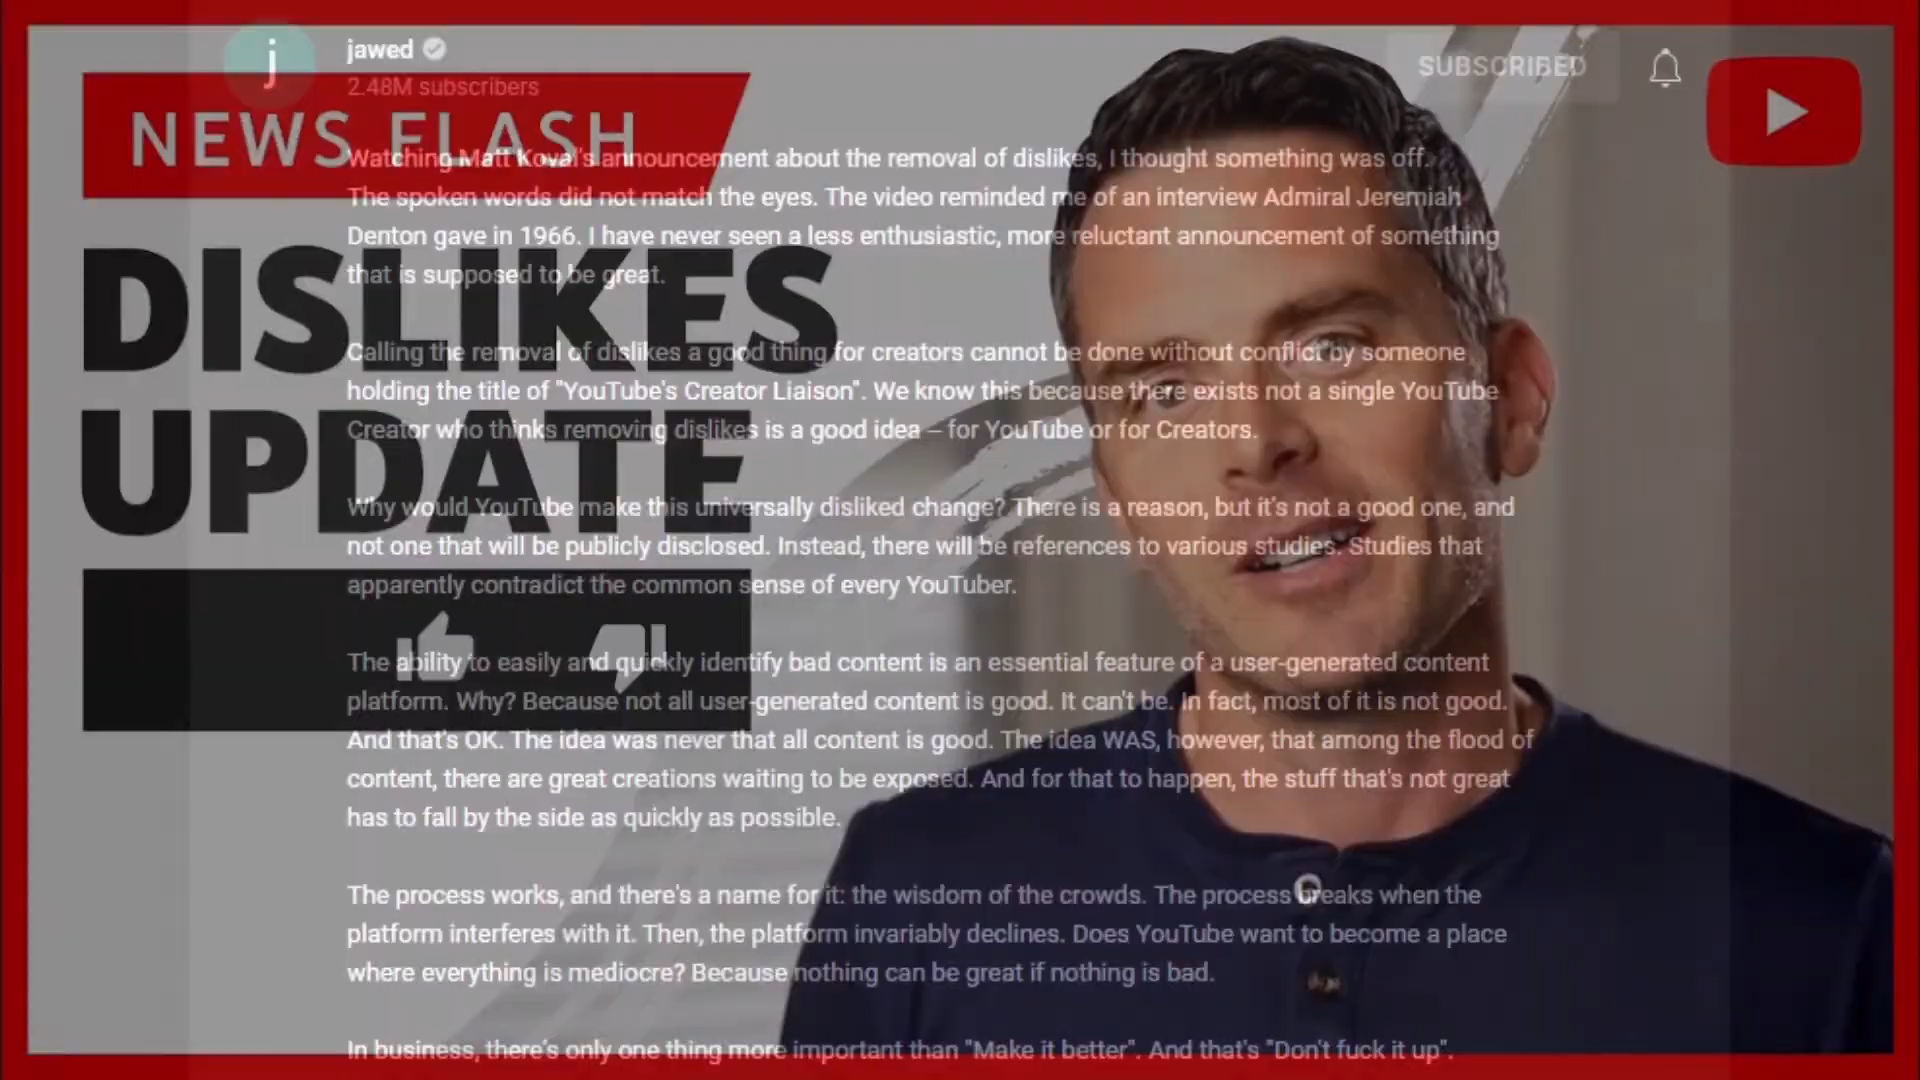 j
jawed
2.48M subscribers
SUBSCRIBED
NEWS FLASH
DISLIKES
UPDATE
Watching Matt Koval's announcement about the removal of dislikes, I thought something was off.
The spoken words did not match the eyes. The video reminded me of an interview Admiral Jeremiah
Denton gave in 1966. I have never seen a less enthusiastic, more reluctant announcement of something
that is supposed to be great.
Calling the removal of dislikes a good thing for creators cannot be done without conflict by someone
holding the title of "YouTube's Creator Liaison". We know this because there exists not a single YouTube
Creator who thinks removing dislikes is a good idea – for YouTube or for Creators.
Why would YouTube make this universally disliked change? There is a reason, but it's not a good one, and
not one that will be publicly disclosed. Instead, there will be references to various studies. Studies that
apparently contradict the common sense of every YouTuber.
The ability to easily and quickly identify bad content is an essential feature of a user-generated content
platform. Why? Because not all user-generated content is good. It can't be. In fact, most of it is not good.
And that's OK. The idea was never that all content is good. The idea WAS, however, that among the flood of
content, there are great creations waiting to be exposed. And for that to happen, the stuff that's not great
has to fall by the side as quickly as possible.
The process works, and there's a name for it: the wisdom of the crowds. The process breaks when the
platform interferes with it. Then, the platform invariably declines. Does YouTube want to become a place
where everything is mediocre? Because nothing can be great if nothing is bad.
In business, there's only one thing more important than "Make it better". And that's "Don't fuck it up".